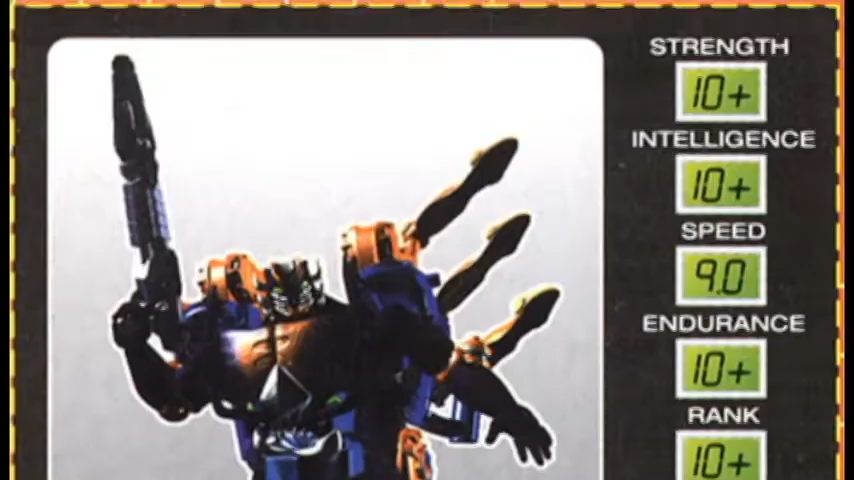 STRENGTH
10+
INTELLIGENCE
10+
SPEED
9.0
ENDURANCE
10+
RANK
10+